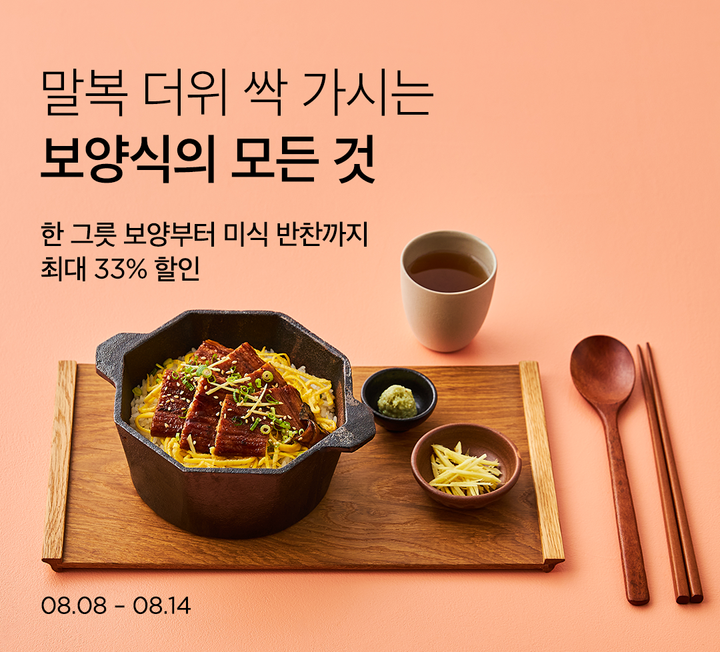 말복 더위 싹 가시는
보양식의 모든 것
한 그릇 보양부터 미식 반찬까지
최대 33% 할인
08.08 – 08.14